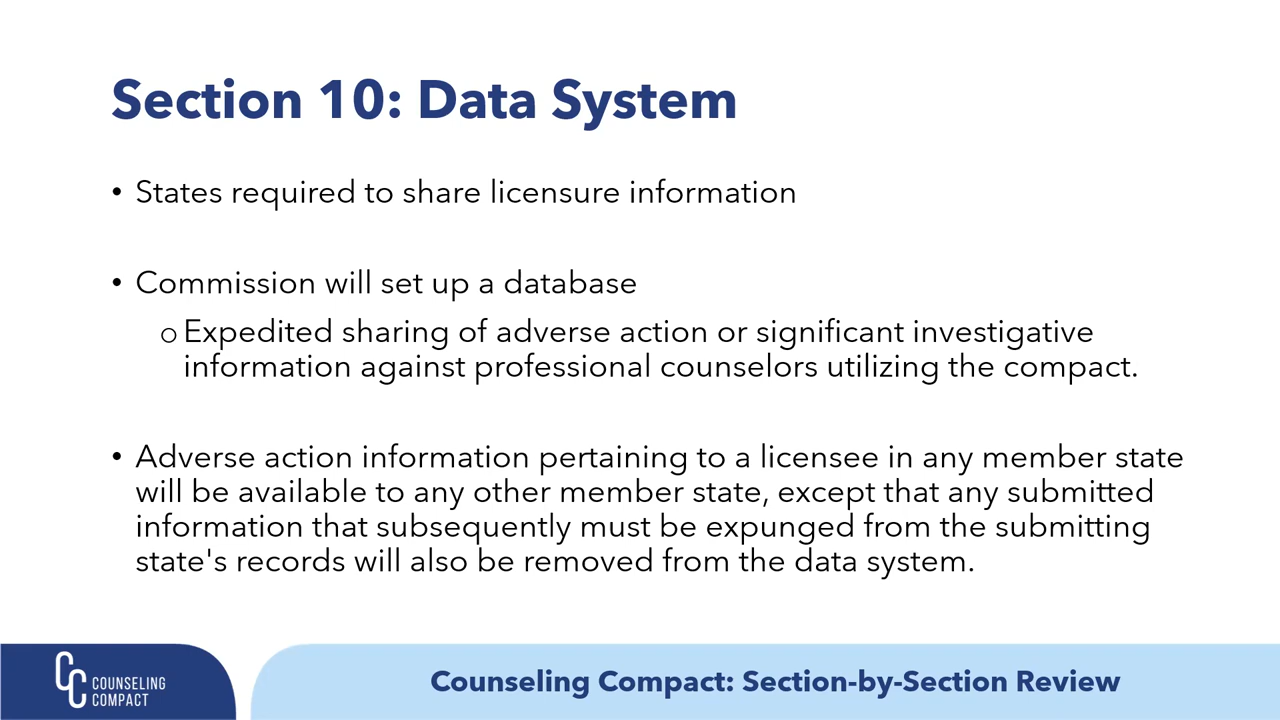 Section 10: Data System
• States required to share licensure information
• Commission will set up a database
o Expedited sharing of adverse action or significant investigative
information against professional counselors utilizing the compact.
• Adverse action information pertaining to a licensee in any member state
will be available to any other member state, except that any submitted
information that subsequently must be expunged from the submitting
state's records will also be removed from the data system.
CC COUNSELING
COMPACT
Counseling Compact: Section-by-Section Review